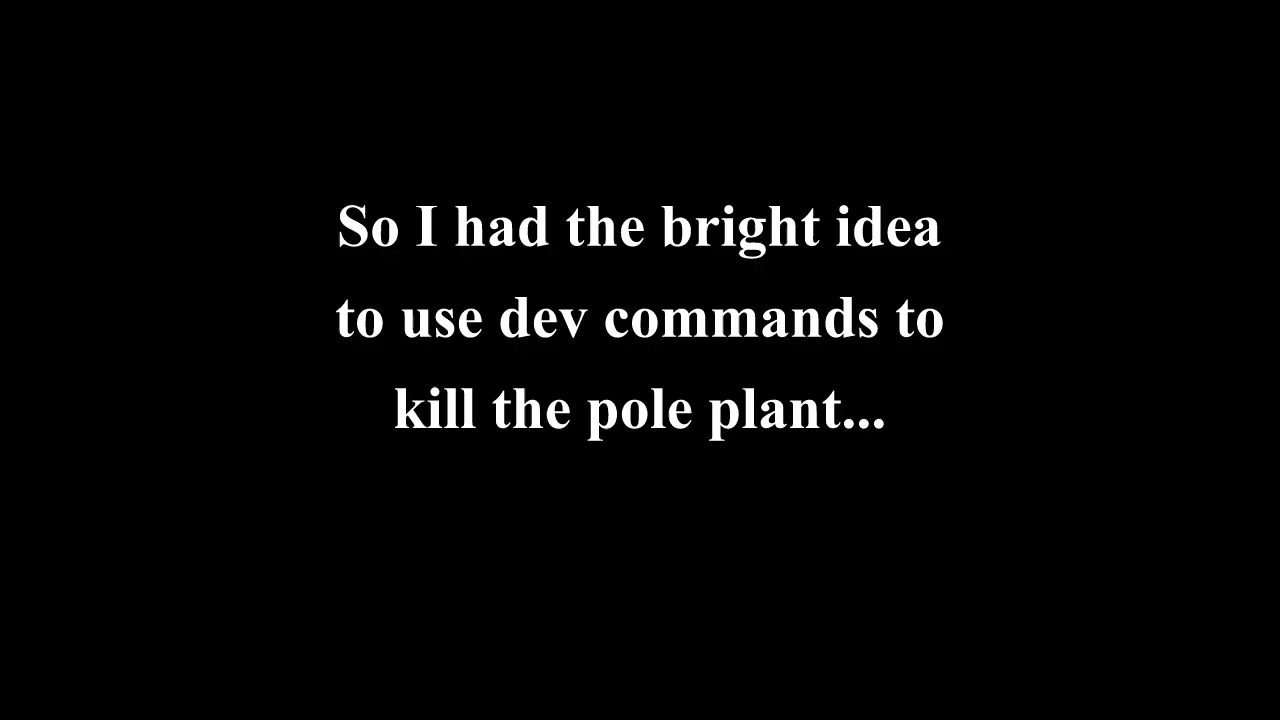 So I had the bright idea
to use dev commands to
kill the pole plant...